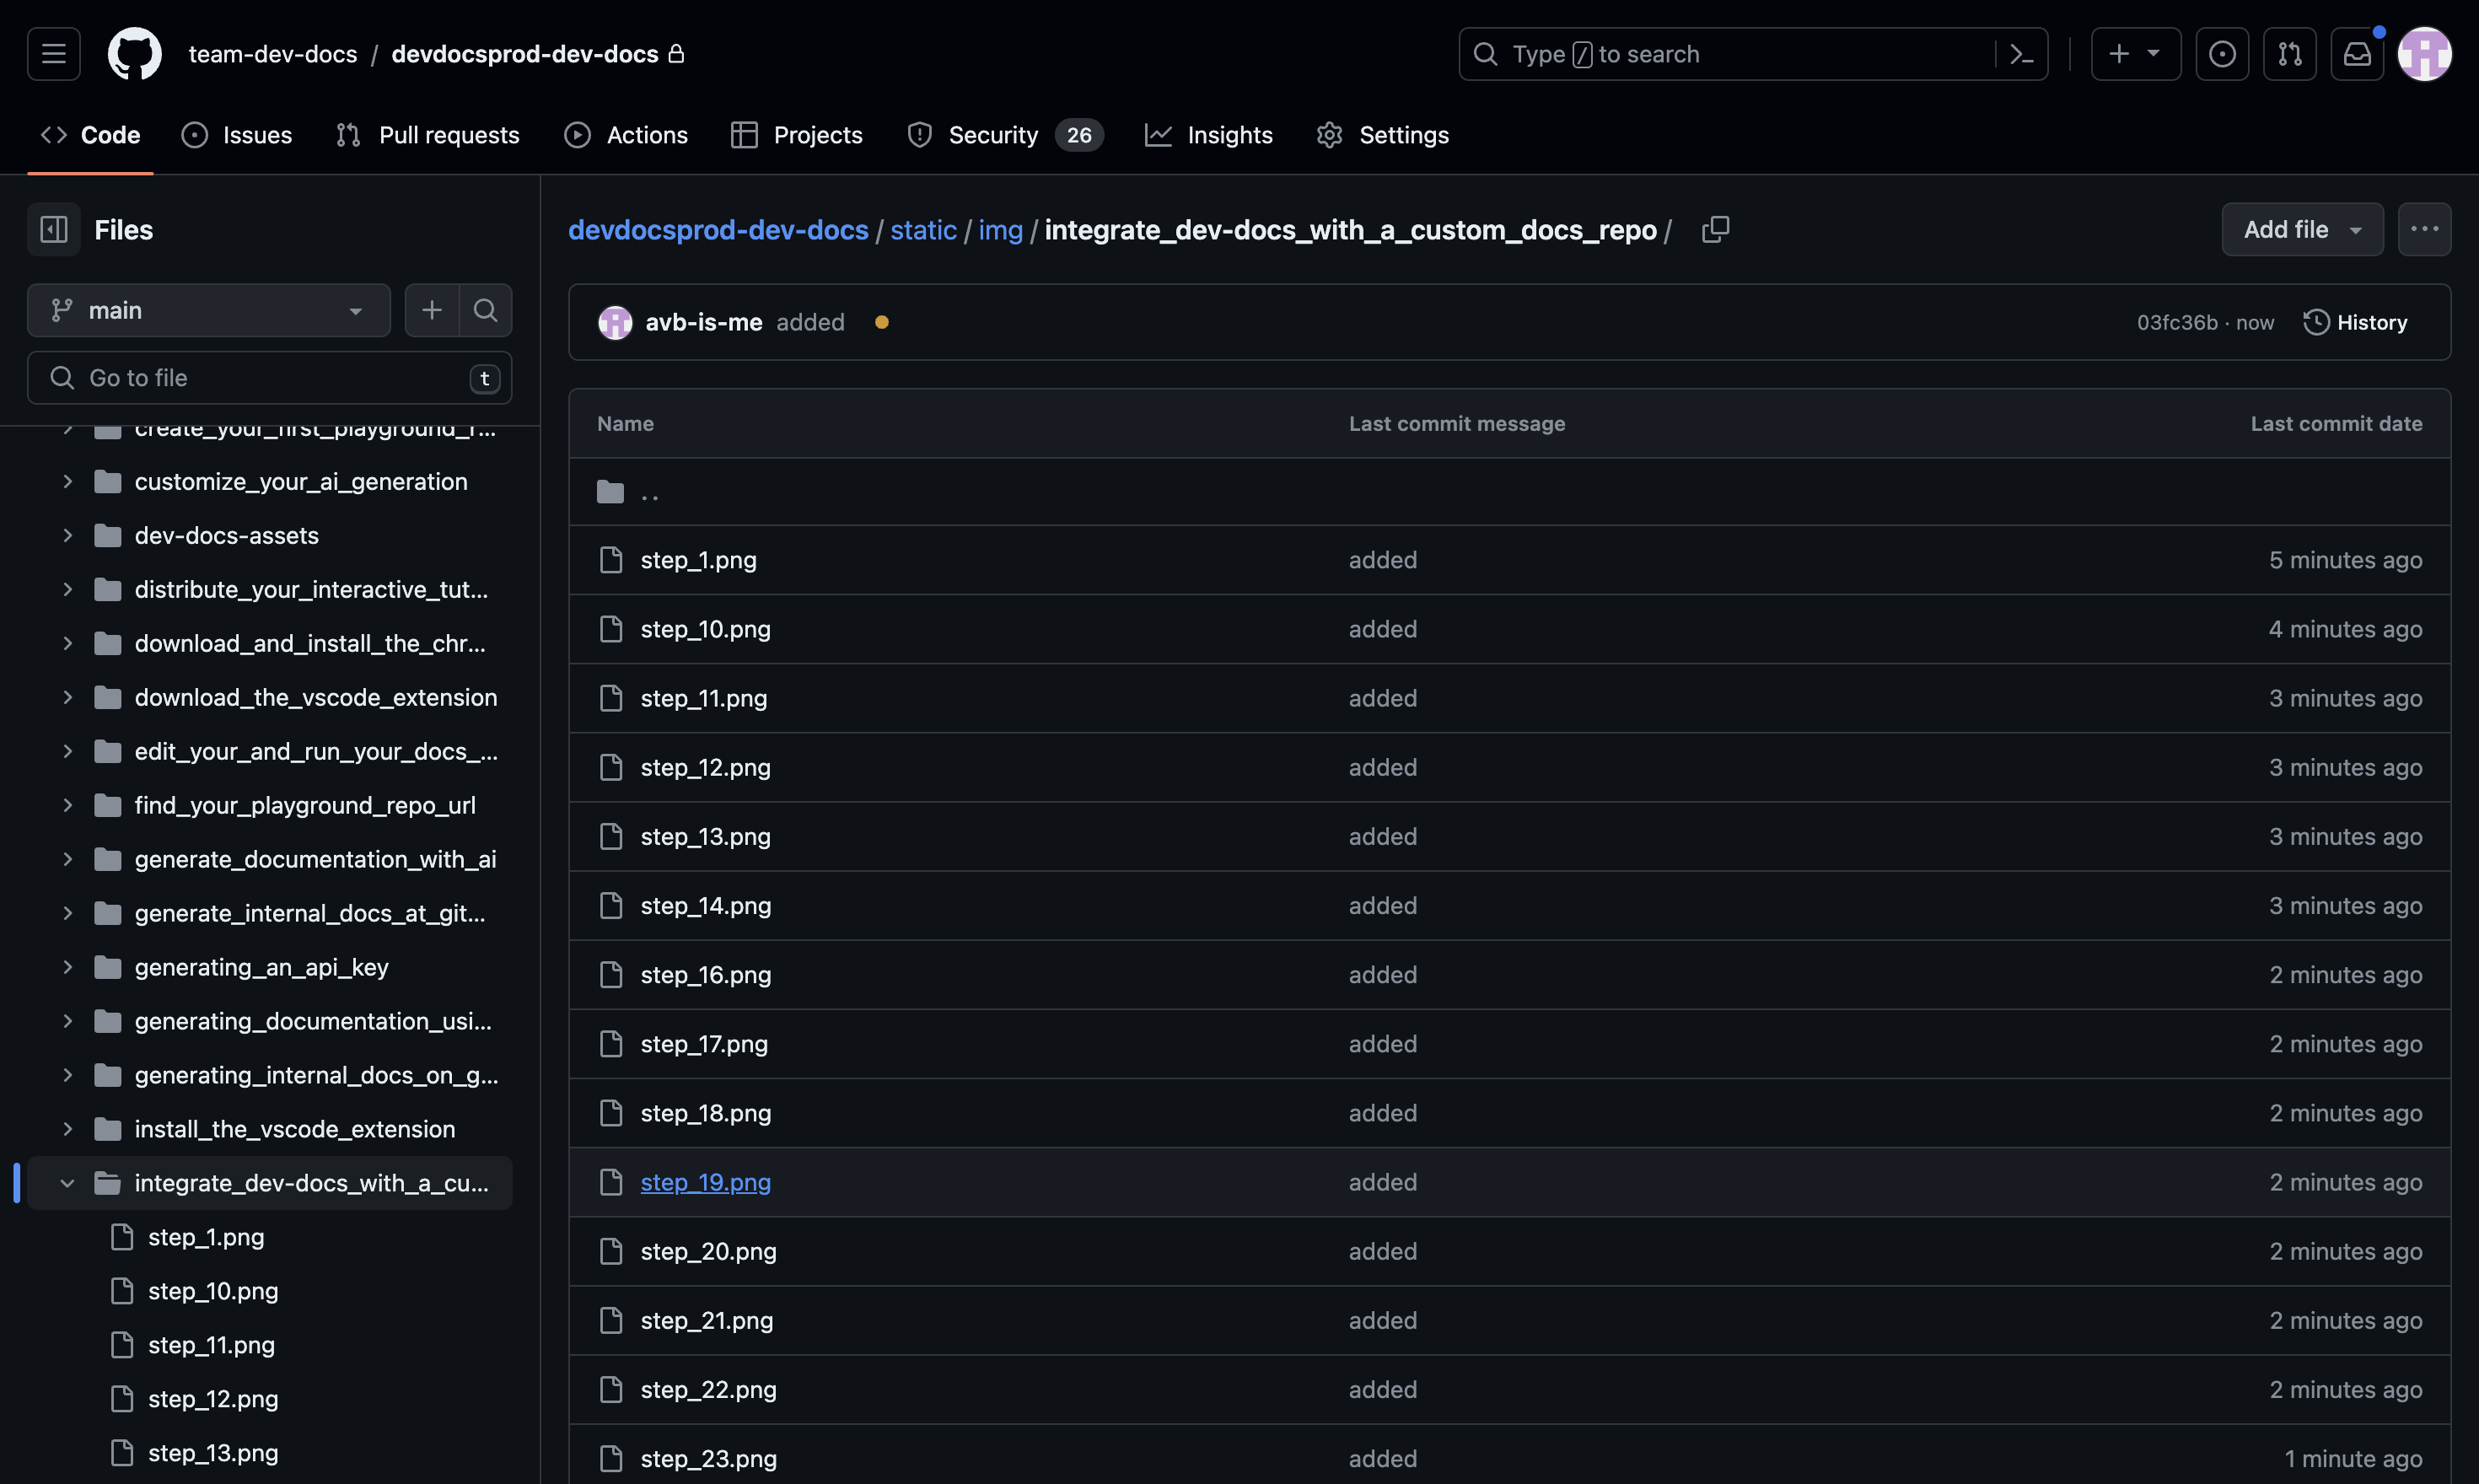 team-dev-docs / devdocsprod-dev-docs
Type / to search
Code
Issues
Pull requests
Actions
Projects
Security 26
Insights
Settings
Files
main
Go to file t
create_your_first_playground_r...
customize_your_ai_generation
dev-docs-assets
distribute_your_interactive_tut...
download_and_install_the_chr...
download_the_vscode_extension
edit_your_and_run_your_docs_...
find_your_playground_repo_url
generate_documentation_with_ai
generate_internal_docs_at_git...
generating_an_api_key
generating_documentation_usi...
generating_internal_docs_on_g...
install_the_vscode_extension
integrate_dev-docs_with_a_cu...
step_1.png
step_10.png
step_11.png
step_12.png
step_13.png
devdocsprod-dev-docs / static / img / integrate_dev-docs_with_a_custom_docs_repo /
Add file
avb-is-me added
03fc36b · now
History
Name Last commit message Last commit date
..
step_1.png added 5 minutes ago
step_10.png added 4 minutes ago
step_11.png added 3 minutes ago
step_12.png added 3 minutes ago
step_13.png added 3 minutes ago
step_14.png added 3 minutes ago
step_16.png added 2 minutes ago
step_17.png added 2 minutes ago
step_18.png added 2 minutes ago
step_19.png added 2 minutes ago
step_20.png added 2 minutes ago
step_21.png added 2 minutes ago
step_22.png added 2 minutes ago
step_23.png added 1 minute ago